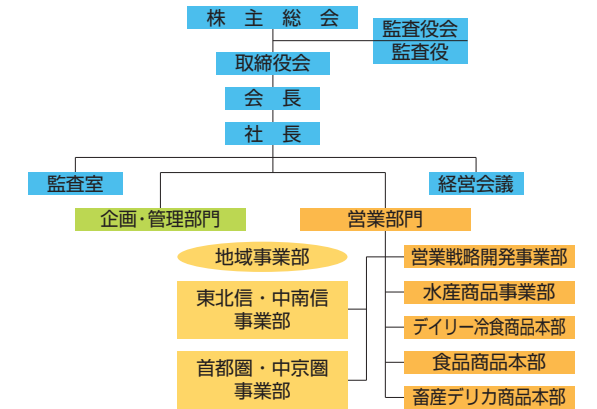 株 主 総 会
監査役会
監査役
取締役会
会 長
社 長
監査室
経営会議
企画・管理部門
営業部門
地域事業部
東北信・中南信
事業部
首都圏・中京圏
事業部
営業戦略開発事業部
水産商品事業部
デイリー冷食商品本部
食品商品本部
畜産デリカ商品本部